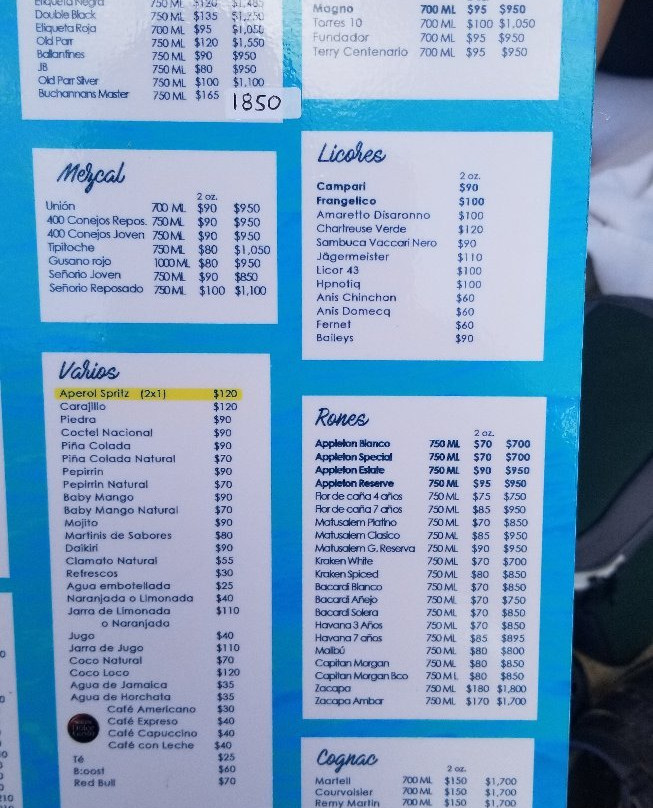 Etiqueta Negra 750 ML $120 $1,485
Double Black 750 ML $135 $1,250
Etiqueta Roja 700 ML $95 $1,050
Old Parr 750 ML $120 $1,550
Ballantines 750 ML $90 $950
JB 750 ML $80 $950
Old Parr Silver 750 ML $100 $1,100
Buchannans Master 750 ML $165 1850
Magno 700 ML $95 $950
Torres 10 700 ML $100 $1,050
Fundador 700 ML $95 $950
Terry Centenario 700 ML $95 $950
Mezcal
2 oz.
Unión 700 ML $90 $950
400 Conejos Repos. 750 ML $90 $950
400 Conejos Joven 750 ML $90 $950
Tipitoche 750 ML $80 $1,050
Gusano rojo 1000 ML $80 $950
Señorio Joven 750 ML $90 $850
Señorio Reposado 750 ML $100 $1,100
Licores
2 oz.
Campari $90
Frangelico $100
Amaretto Disaronno $100
Chartreuse Verde $120
Sambuca Vaccari Nero $90
Jägermeister $110
Licor 43 $100
Hpnotiq $100
Anis Chinchon $60
Anis Domecq $60
Fernet $60
Baileys $90
Varios
Aperol Spritz (2x1) $120
Carajillo $120
Piedra $90
Coctel Nacional $90
Piña Colada $90
Piña Colada Natural $70
Pepirrin $90
Pepirrin Natural $70
Baby Mango $90
Baby Mango Natural $70
Mojito $90
Martinis de Sabores $80
Daikiri $90
Clamato Natural $55
Refrescos $30
Agua embotellada $25
Naranjada o Limonada $40
Jarra de Limonada $110
o Naranjada
Jugo $40
Jarra de Jugo $110
Coco Natural $70
Coco Loco $120
Agua de Jamaica $35
Agua de Horchata $35
Café Americano $30
Café Expreso $40
Café Capuccino $40
Café con Leche $40
Té $25
B:oost $60
Red Bull $70
Rones
2 oz.
Appleton Blanco 750 ML $70 $700
Appleton Special 750 ML $70 $700
Appleton Estate 750 ML $90 $950
Appleton Reserve 750 ML $95 $950
Flor de caña 4 años 750 ML $75 $750
Flor de caña 7 años 750 ML $85 $950
Matusalem Platino 750 ML $70 $850
Matusalem Clasico 750 ML $85 $950
Matusalem G. Reserva 750 ML $90 $950
Kraken White 750 ML $70 $700
Kraken Spiced 750 ML $80 $850
Bacardi Blanco 750 ML $70 $850
Bacardi Añejo 750 ML $70 $750
Bacardi Solera 750 ML $70 $850
Havana 3 Años 750 ML $70 $850
Havana 7 años 750 ML $85 $895
Malibú 750 ML $80 $800
Capitan Morgan 750 ML $80 $850
Capitan Morgan Bco 750 ML $80 $850
Zacapa 750 ML $180 $1,800
Zacapa Ambar 750 ML $170 $1,700
Cognac
2 oz.
Martell 700 ML $150 $1,700
Courvoisier 700 ML $150 $1,700
Remy Martin 700 ML $150 $1,700